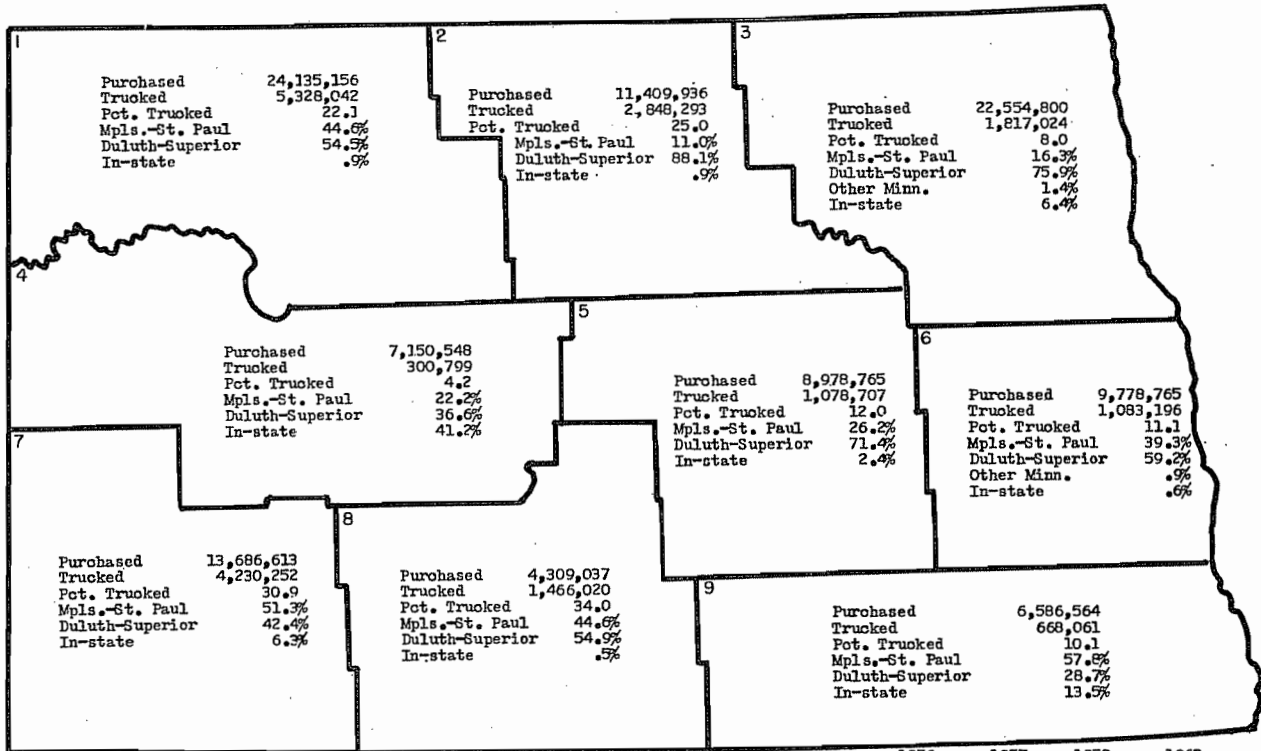 1
Purchased 24,135,156
Trucked 5,328,042
Pct. Trucked 22.1
Mpls.-St. Paul 44.6%
Duluth-Superior 54.5%
In-state .9%
2
Purchased 11,409,936
Trucked 2,848,293
Pct. Trucked 25.0
Mpls.-St. Paul 11.0%
Duluth-Superior 88.1%
In-state .9%
3
Purchased 22,554,800
Trucked 1,817,024
Pct. Trucked 8.0
Mpls.-St. Paul 16.3%
Duluth-Superior 75.9%
Other Minn. 1.4%
In-state 6.4%
4
Purchased 7,150,548
Trucked 300,799
Pct. Trucked 4.2
Mpls.-St. Paul 22.2%
Duluth-Superior 36.6%
In-state 41.2%
5
Purchased 8,978,765
Trucked 1,078,707
Pct. Trucked 12.0
Mpls.-St. Paul 26.2%
Duluth-Superior 71.4%
In-state 2.4%
6
Purchased 9,778,765
Trucked 1,083,196
Pct. Trucked 11.1
Mpls.-St. Paul 39.3%
Duluth-Superior 59.2%
Other Minn. .9%
In-state .6%
7
Purchased 13,686,613
Trucked 4,230,252
Pct. Trucked 30.9
Mpls.-St. Paul 51.3%
Duluth-Superior 42.4%
In-state 6.3%
8
Purchased 4,309,037
Trucked 1,466,020
Pct. Trucked 34.0
Mpls.-St. Paul 44.6%
Duluth-Superior 54.9%
In-state .5%
9
Purchased 6,586,564
Trucked 668,061
Pct. Trucked 10.1
Mpls.-St. Paul 57.8%
Duluth-Superior 28.7%
In-state 13.5%